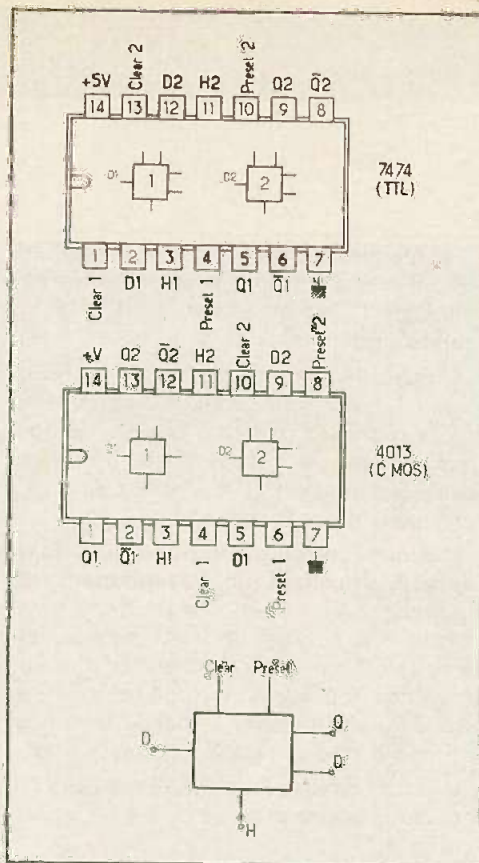 +5V Clear 2 D2 H2 Preset 2 Q2 Q̅2
14 13 12 11 10 9 8
D1 1 D2 2
7474
(TTL)
1 2 3 4 5 6 7
Clear 1 D1 H1 Preset 1 Q1 Q̅1
+V Q2 Q̅2 H2 Clear 2 D2 Preset 2
14 13 12 11 10 9 8
1 D2 2
4013
(C MOS)
1 2 3 4 5 6 7
Q1 Q̅1 H1 Clear 1 D1 Preset 1
Clear Preset
D
Q
Q̅
H